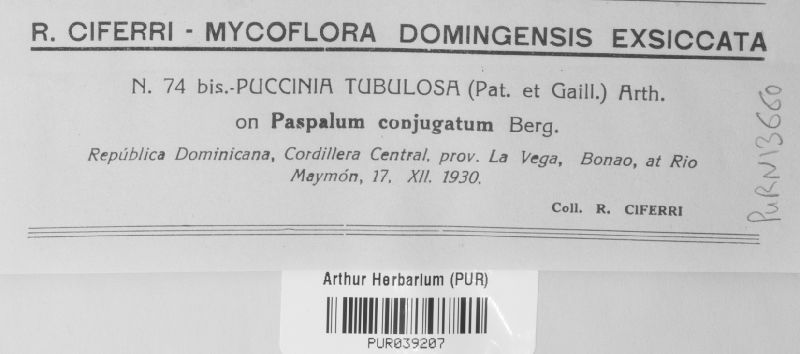 R. CIFERRI - MYCOFLORA DOMINGENSIS EXSICCATA
N. 74 bis.-PUCCINIA TUBULOSA (Pat. et Gaill.) Arth.
on Paspalum conjugatum Berg.
República Dominicana, Cordillera Central, prov. La Vega, Bonao, at Rio
Maymón, 17. XII. 1930.
Coll. R. CIFERRI
PURN13660
Arthur Herbarium (PUR)
PUR039207